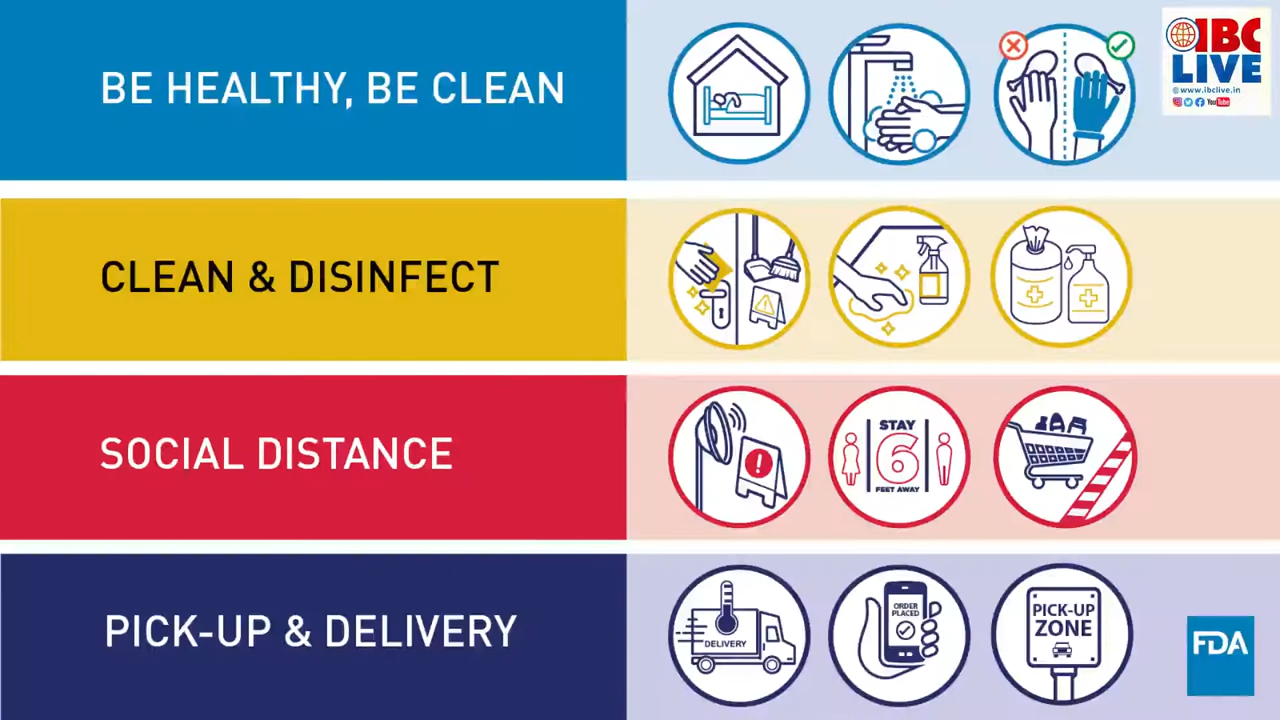 BE HEALTHY, BE CLEAN
IBC
LIVE
www.ibclive.in
YouTube
CLEAN & DISINFECT
SOCIAL DISTANCE
STAY
6
FEET AWAY
PICK-UP & DELIVERY
DELIVERY
ORDER
PLACED
PICK-UP
ZONE
FDA